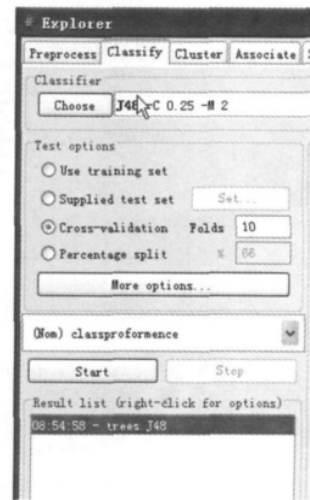 Explorer
Preprocess Classify Cluster Associate
Classifier
Choose J48 -C 0.25 -M 2
Test options
Use training set
Supplied test set Set...
Cross-validation Folds 10
Percentage split % 66
More options...
(Nom) classproformence
Start Stop
Result list (right-click for options)
08:54:58 - trees.J48